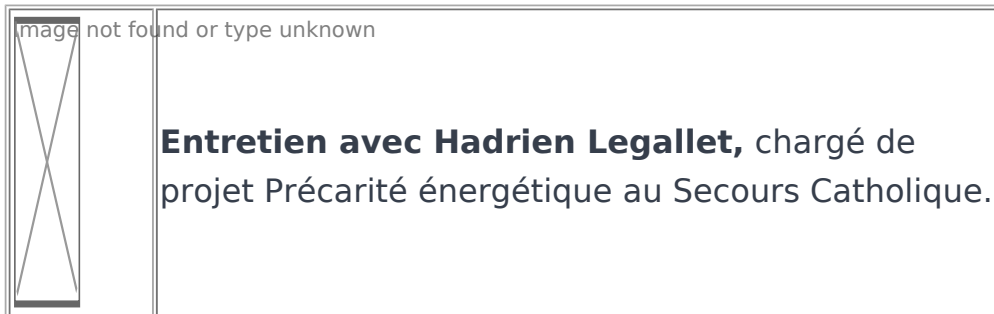 Image not found or type unknown
Entretien avec Hadrien Legallet, chargé de
projet Précarité énergétique au Secours Catholique.